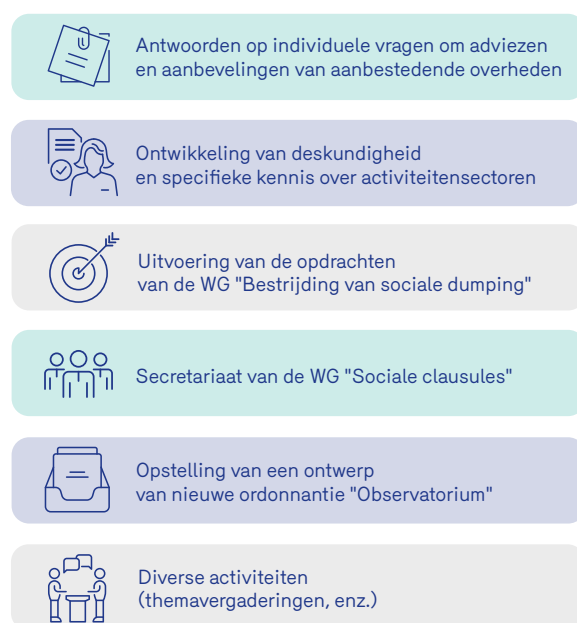 Antwoorden op individuele vragen om adviezen
en aanbevelingen van aanbestedende overheden
Ontwikkeling van deskundigheid
en specifieke kennis over activiteitensectoren
Uitvoering van de opdrachten
van de WG "Bestrijding van sociale dumping"
Secretariaat van de WG "Sociale clausules"
Opstelling van een ontwerp
van nieuwe ordonnantie "Observatorium"
Diverse activiteiten
(themavergaderingen, enz.)